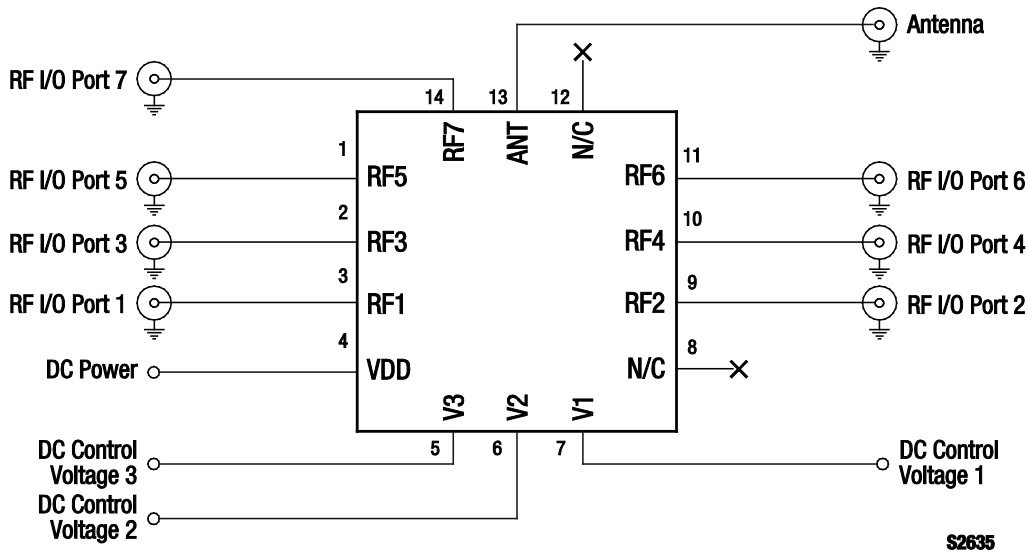 Antenna
RF I/O Port 7
14
13
12
RF7
ANT
N/C
1
11
RF I/O Port 5
RF5
RF6
RF I/O Port 6
2
10
RF I/O Port 3
RF3
RF4
RF I/O Port 4
3
9
RF I/O Port 1
RF1
RF2
RF I/O Port 2
4
8
DC Power
VDD
N/C
V3
V2
V1
5
6
7
DC Control
Voltage 3
DC Control
Voltage 1
DC Control
Voltage 2
S2635